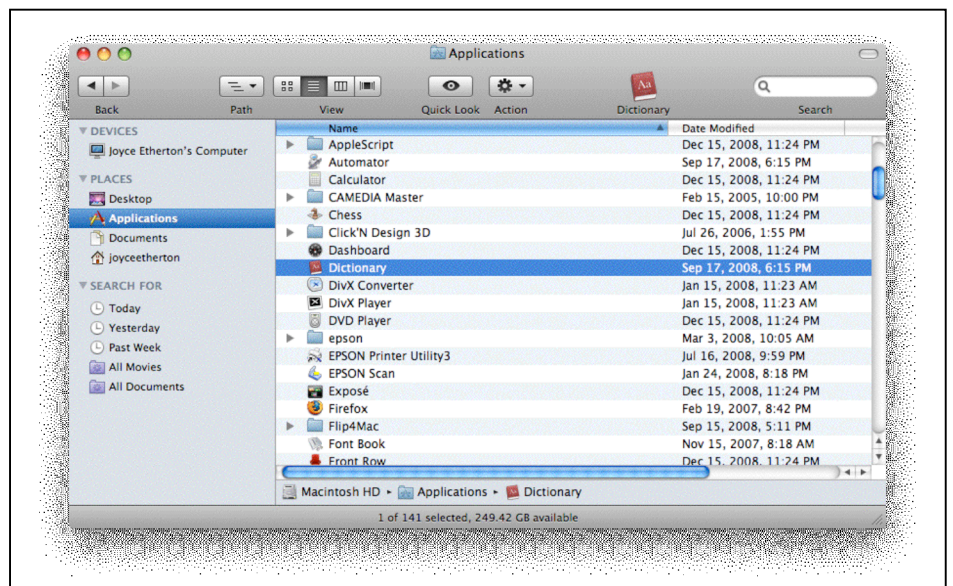 Applications
Back Path View Quick Look Action Dictionary Search
DEVICES
Joyce Etherton's Computer
PLACES
Desktop
Applications
Documents
joyceetherton
SEARCH FOR
Today
Yesterday
Past Week
All Movies
All Documents
Name Date Modified
AppleScript Dec 15, 2008, 11:24 PM
Automator Sep 17, 2008, 6:15 PM
Calculator Dec 15, 2008, 11:24 PM
CAMEDIA Master Feb 15, 2005, 10:00 PM
Chess Dec 15, 2008, 11:24 PM
Click'N Design 3D Jul 26, 2006, 1:55 PM
Dashboard Dec 15, 2008, 11:24 PM
Dictionary Sep 17, 2008, 6:15 PM
DivX Converter Jan 15, 2008, 11:23 AM
DivX Player Jan 15, 2008, 11:23 AM
DVD Player Dec 15, 2008, 11:24 PM
epson Mar 3, 2008, 10:05 AM
EPSON Printer Utility3 Jul 16, 2008, 9:59 PM
EPSON Scan Jan 24, 2008, 8:18 PM
Exposé Dec 15, 2008, 11:24 PM
Firefox Feb 19, 2007, 8:42 PM
Flip4Mac Sep 15, 2008, 5:11 PM
Font Book Nov 15, 2007, 8:18 AM
Front Row Dec 15, 2008, 11:24 PM
Macintosh HD Applications Dictionary
1 of 141 selected, 249.42 GB available
Aa